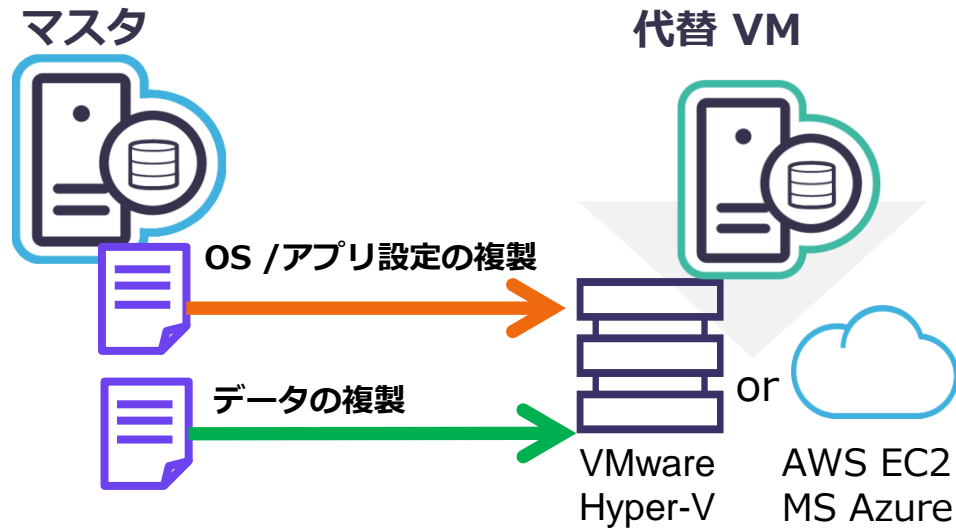 マスタ
代替 VM
OS /アプリ設定の複製
データの複製
or
VMware
Hyper-V
AWS EC2
MS Azure